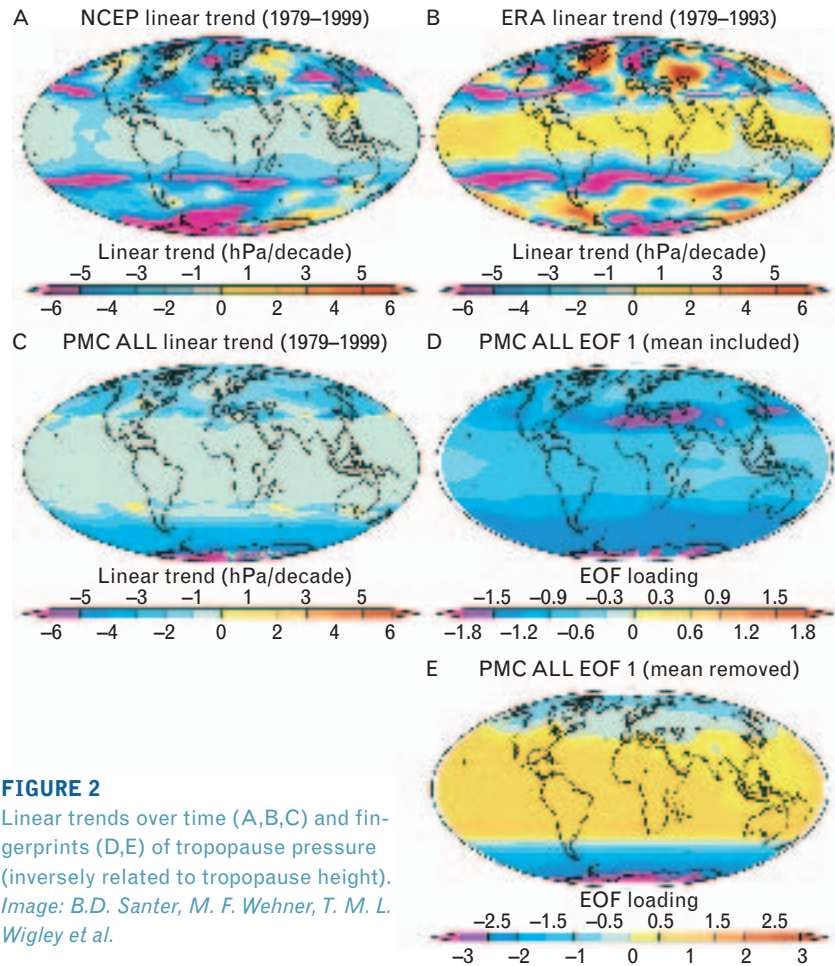 A NCEP linear trend (1979–1999)
B ERA linear trend (1979–1993)
Linear trend (hPa/decade)
–5 –3 –1 1 3 5
–6 –4 –2 0 2 4 6
Linear trend (hPa/decade)
–5 –3 –1 1 3 5
–6 –4 –2 0 2 4 6
C PMC ALL linear trend (1979–1999)
D PMC ALL EOF 1 (mean included)
Linear trend (hPa/decade)
–5 –3 –1 1 3 5
–6 –4 –2 0 2 4 6
EOF loading
–1.5 –0.9 –0.3 0.3 0.9 1.5
–1.8 –1.2 –0.6 0 0.6 1.2 1.8
E PMC ALL EOF 1 (mean removed)
EOF loading
–2.5 –1.5 –0.5 0.5 1.5 2.5
–3 –2 –1 0 1 2 3
FIGURE 2
Linear trends over time (A,B,C) and fin-
gerprints (D,E) of tropopause pressure
(inversely related to tropopause height).
Image: B.D. Santer, M. F. Wehner, T. M. L.
Wigley et al.